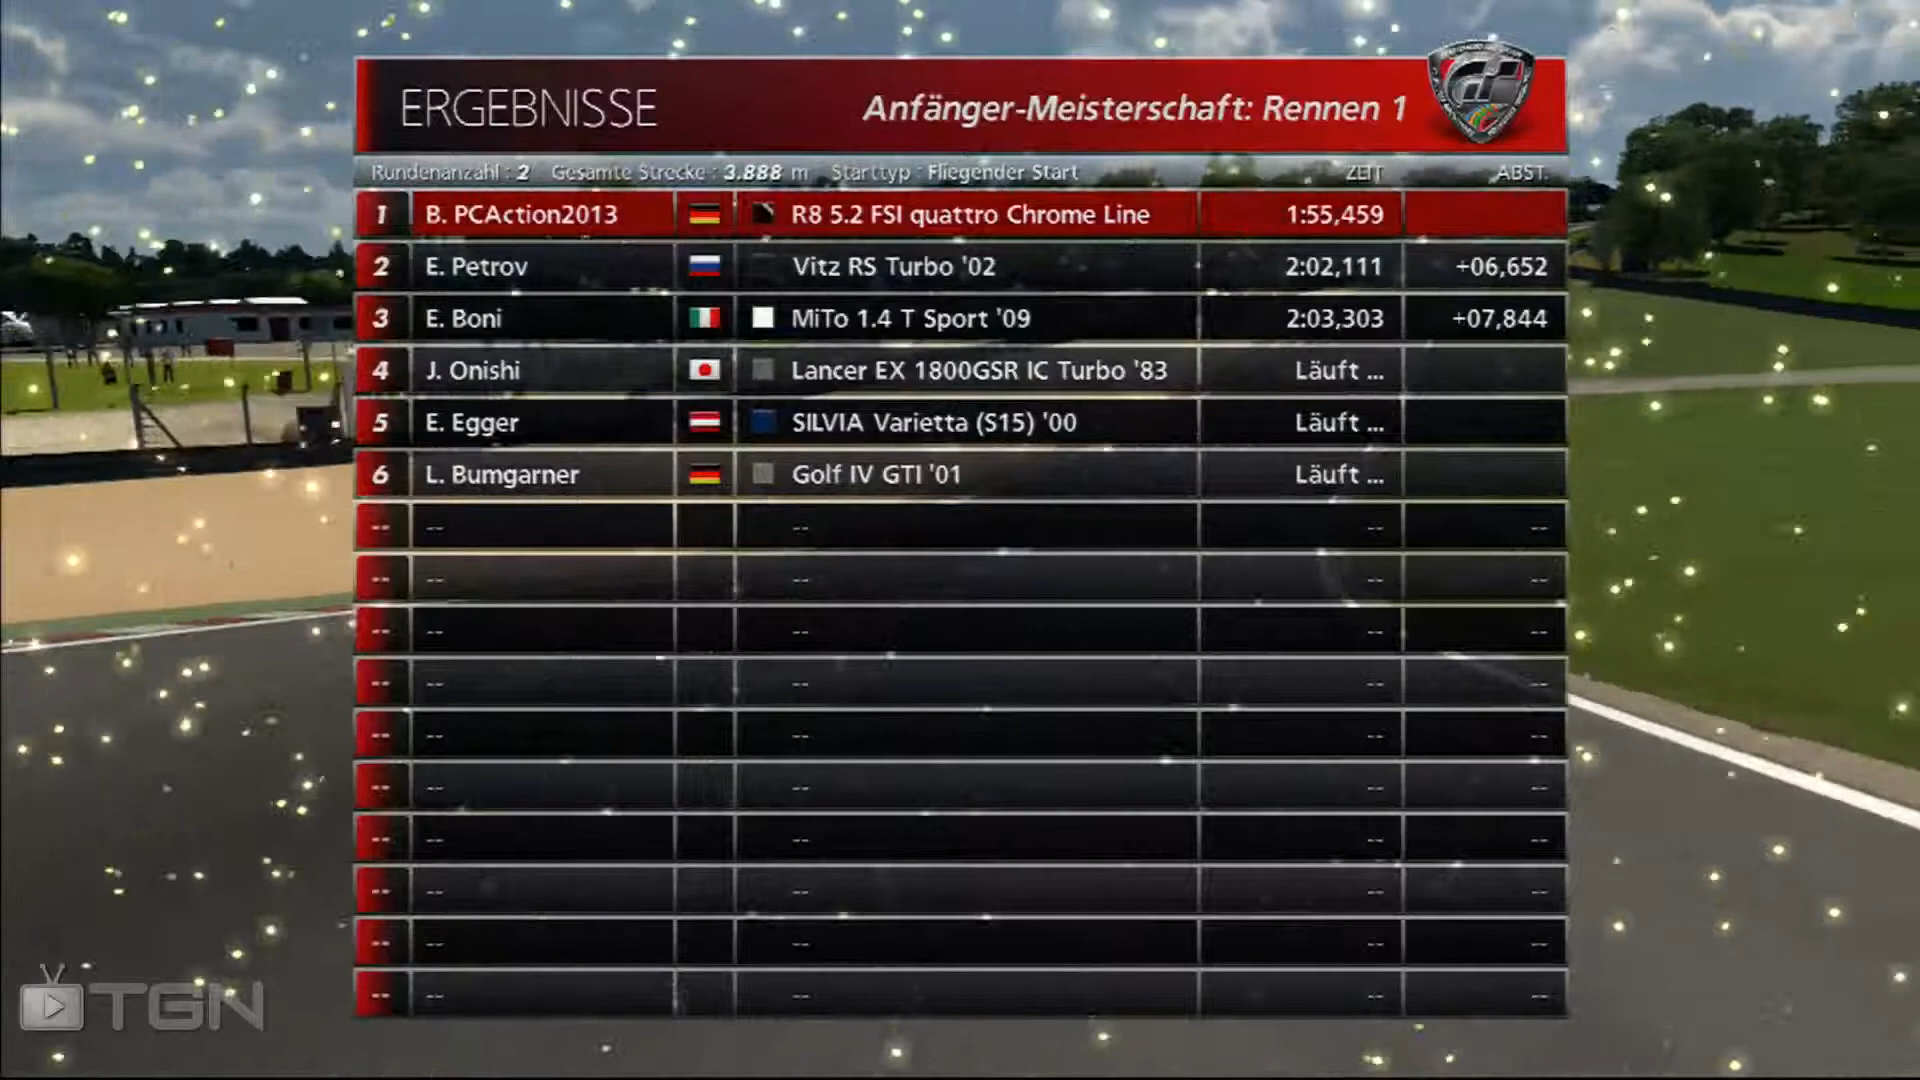 ERGEBNISSE Anfänger-Meisterschaft: Rennen 1
Rundenanzahl : 2 Gesamte Strecke : 3.888 m Starttyp : Fliegender Start ZEIT ABST.
1 B. PCAction2013 R8 5.2 FSI quattro Chrome Line 1:55,459
2 E. Petrov Vitz RS Turbo '02 2:02,111 +06,652
3 E. Boni MiTo 1.4 T Sport '09 2:03,303 +07,844
4 J. Onishi Lancer EX 1800GSR IC Turbo '83 Läuft ...
5 E. Egger SILVIA Varietta (S15) '00 Läuft ...
6 L. Bumgarner Golf IV GTI '01 Läuft ...
-- -- -- -- --
-- -- -- -- --
-- -- -- -- --
-- -- -- -- --
-- -- -- -- --
-- -- -- -- --
-- -- -- -- --
-- -- -- -- --
-- -- -- -- --
-- -- -- -- --
TGN